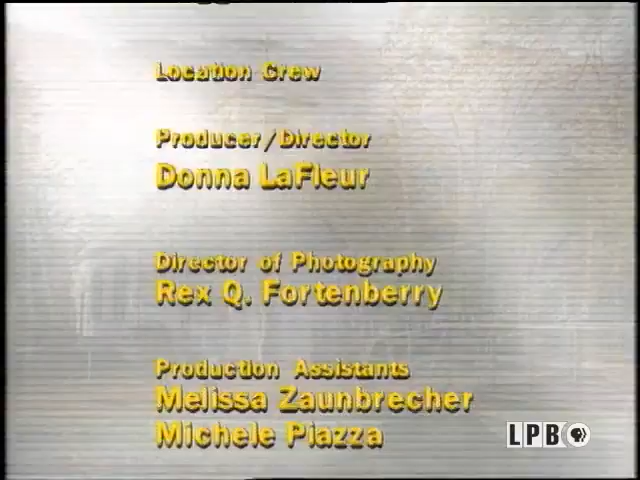 Location Crew
Producer/Director
Donna LaFleur
Director of Photography
Rex Q. Fortenberry
Production Assistants
Melissa Zaunbrecher
Michele Piazza
LPB